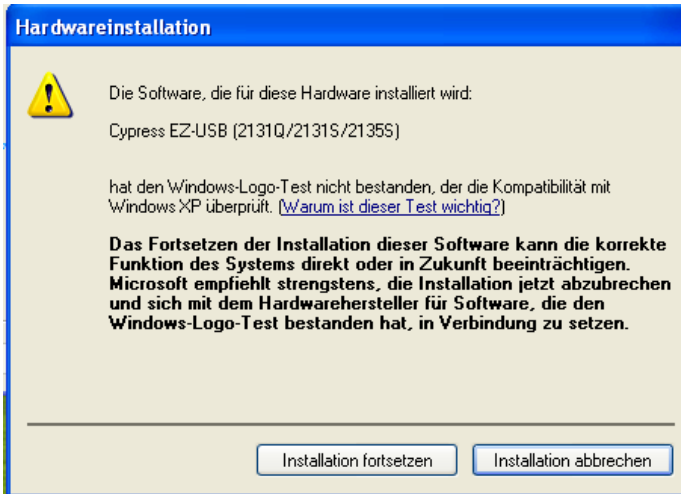 Hardwareinstallation
Die Software, die für diese Hardware installiert wird:
Cypress EZ-USB (2131Q/2131S/2135S)
hat den Windows-Logo-Test nicht bestanden, der die Kompatibilität mit
Windows XP überprüft. (Warum ist dieser Test wichtig?)
Das Fortsetzen der Installation dieser Software kann die korrekte
Funktion des Systems direkt oder in Zukunft beeinträchtigen.
Microsoft empfiehlt strengstens, die Installation jetzt abzubrechen
und sich mit dem Hardwarehersteller für Software, die den
Windows-Logo-Test bestanden hat, in Verbindung zu setzen.
Installation fortsetzen
Installation abbrechen